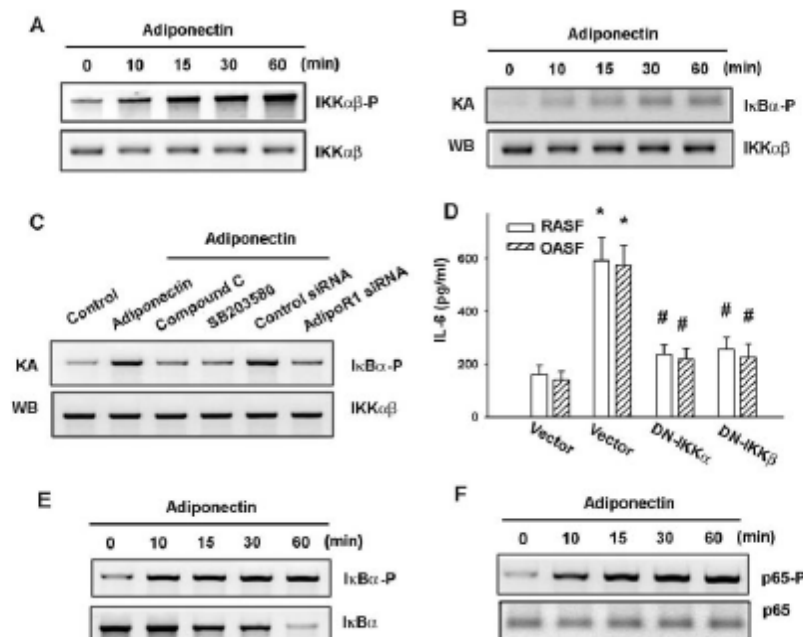 A
Adiponectin
0 10 15 30 60 (min)
IKKαβ-P
IKKαβ
B
Adiponectin
0 10 15 30 60 (min)
KA IκBα-P
WB IKKαβ
C
Adiponectin
Control Adiponectin Compound C SB203580 Control siRNA AdipoR1 siRNA
KA IκBα-P
WB IKKαβ
D
RASF
OASF
IL-6 (pg/ml)
600
400
200
0
* *
# # # #
Vector Vector DN-IKKα DN-IKKβ
E
Adiponectin
0 10 15 30 60 (min)
IκBα-P
IκBα
F
Adiponectin
0 10 15 30 60 (min)
p65-P
p65